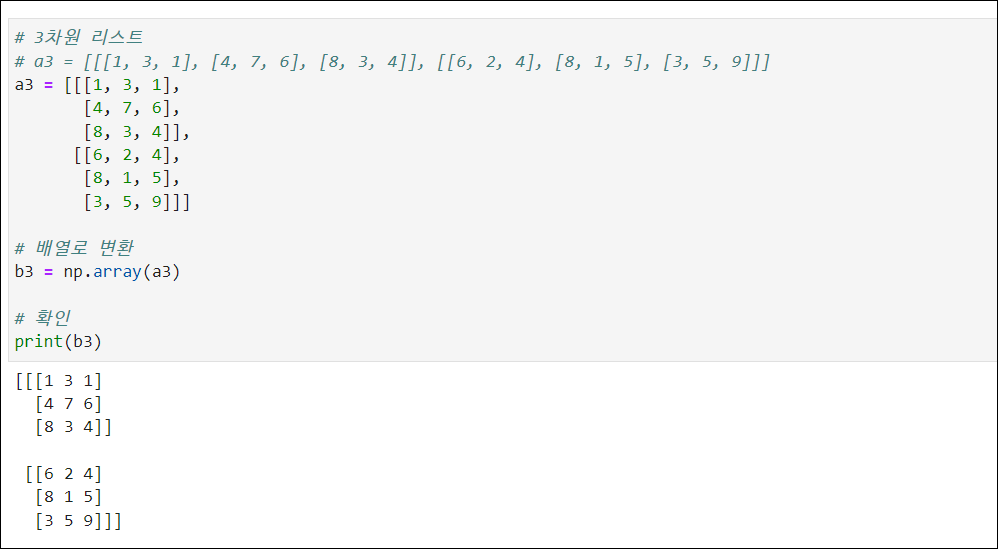 # 3차원 리스트
# a3 = [[[1, 3, 1], [4, 7, 6], [8, 3, 4]], [[6, 2, 4], [8, 1, 5], [3, 5, 9]]]
a3 = [[[1, 3, 1],
       [4, 7, 6],
       [8, 3, 4]],
      [[6, 2, 4],
       [8, 1, 5],
       [3, 5, 9]]]
# 배열로 변환
b3 = np.array(a3)
# 확인
print(b3)
[[[1 3 1]
  [4 7 6]
  [8 3 4]]
 [[6 2 4]
  [8 1 5]
  [3 5 9]]]